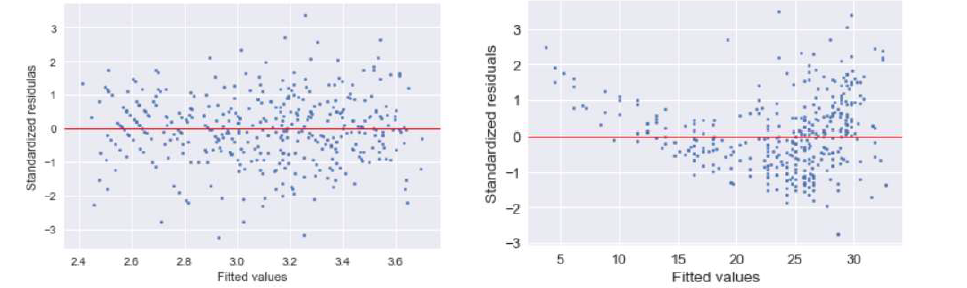 3
2
1
0
−1
−2
−3
Standardized residulas
2.4 2.6 2.8 3.0 3.2 3.4 3.6
Fitted values
3
2
1
0
−1
−2
−3
Standardized residuals
5 10 15 20 25 30
Fitted values